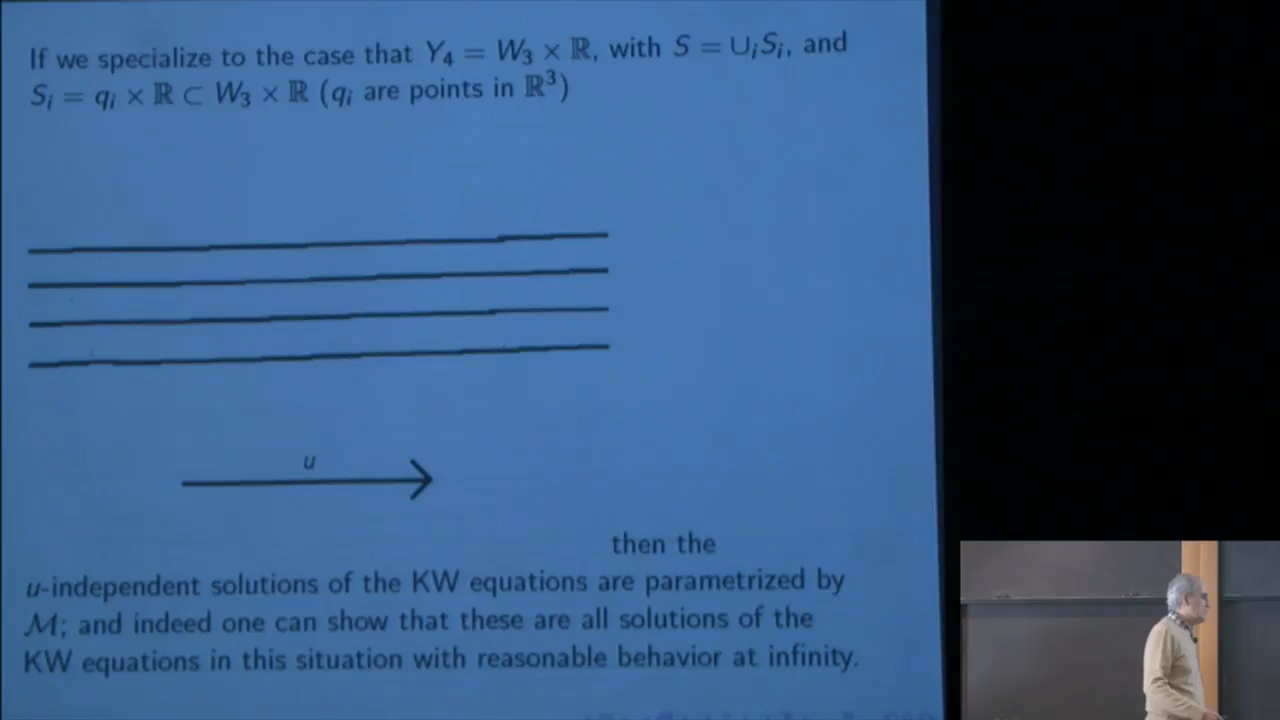 If we specialize to the case that Y₄ = W₃ × ℝ, with S = ∪ᵢSᵢ, and
Sᵢ = qᵢ × ℝ ⊂ W₃ × ℝ (qᵢ are points in ℝ³)
u
then the
u-independent solutions of the KW equations are parametrized by
ℳ; and indeed one can show that these are all solutions of the
KW equations in this situation with reasonable behavior at infinity.